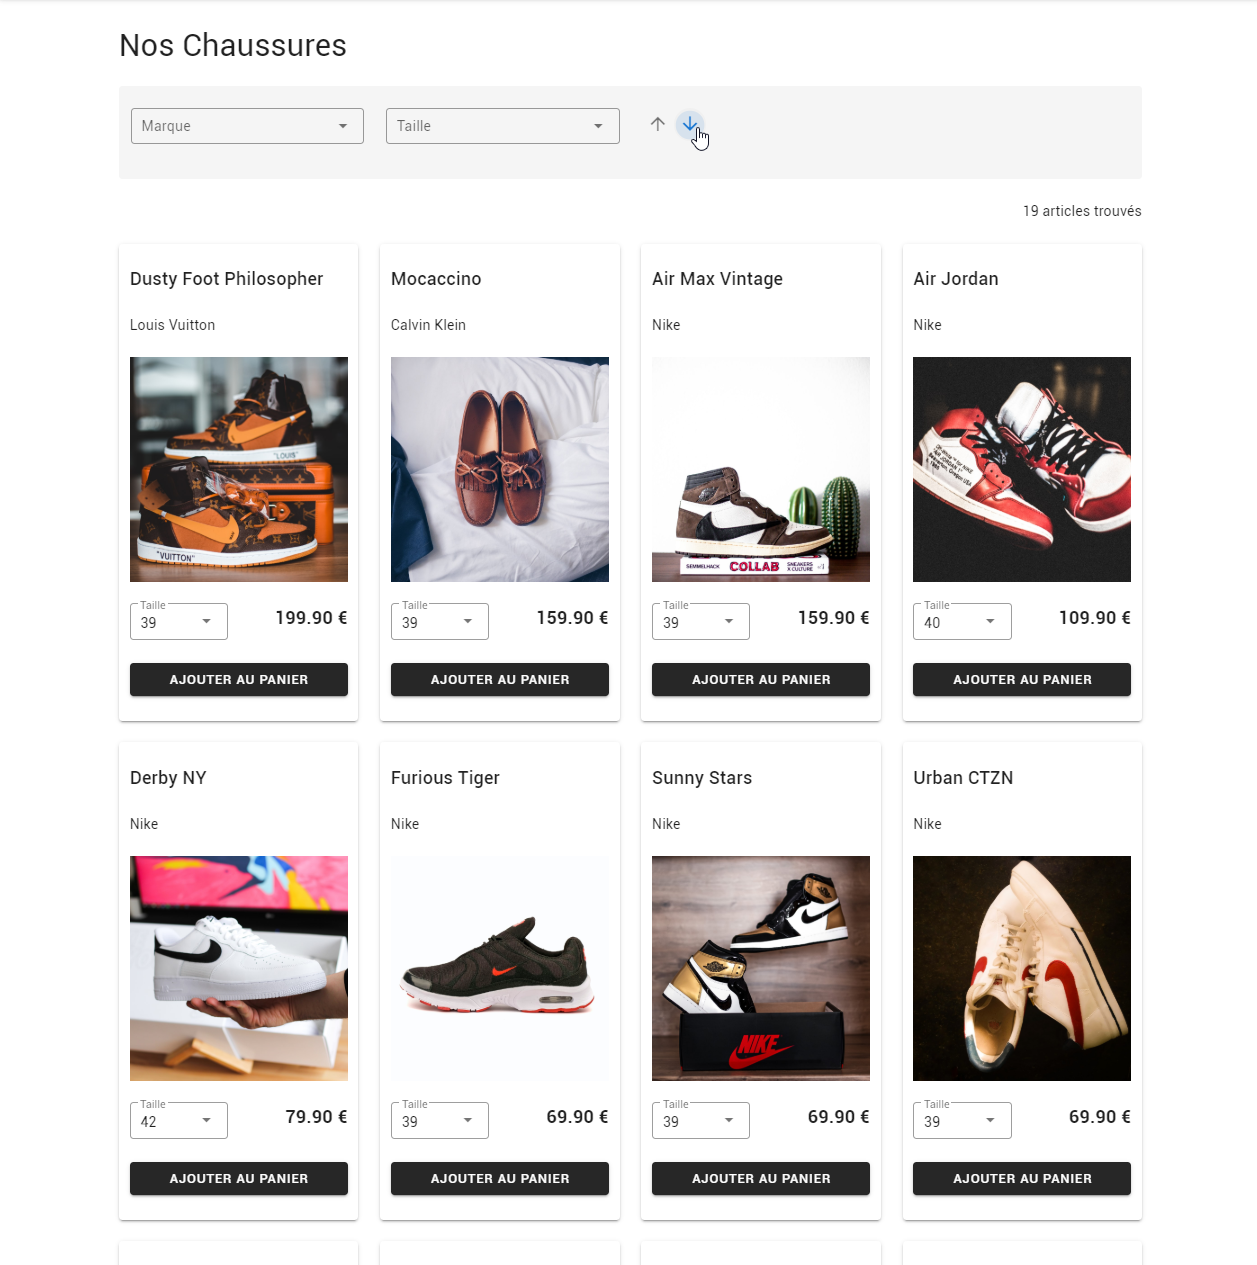 Nos Chaussures
Marque
Taille
19 articles trouvés
Dusty Foot Philosopher
Louis Vuitton
"LOUIS"
"VUITTON"
Taille
39
199.90 €
AJOUTER AU PANIER
Mocaccino
Calvin Klein
Taille
39
159.90 €
AJOUTER AU PANIER
Air Max Vintage
Nike
SEMMELHACK COLLAB SNEAKERS X CULTURE
Taille
39
159.90 €
AJOUTER AU PANIER
Air Jordan
Nike
Taille
40
109.90 €
AJOUTER AU PANIER
Derby NY
Nike
Taille
42
79.90 €
AJOUTER AU PANIER
Furious Tiger
Nike
Taille
39
69.90 €
AJOUTER AU PANIER
Sunny Stars
Nike
NIKE
Taille
39
69.90 €
AJOUTER AU PANIER
Urban CTZN
Nike
Taille
39
69.90 €
AJOUTER AU PANIER